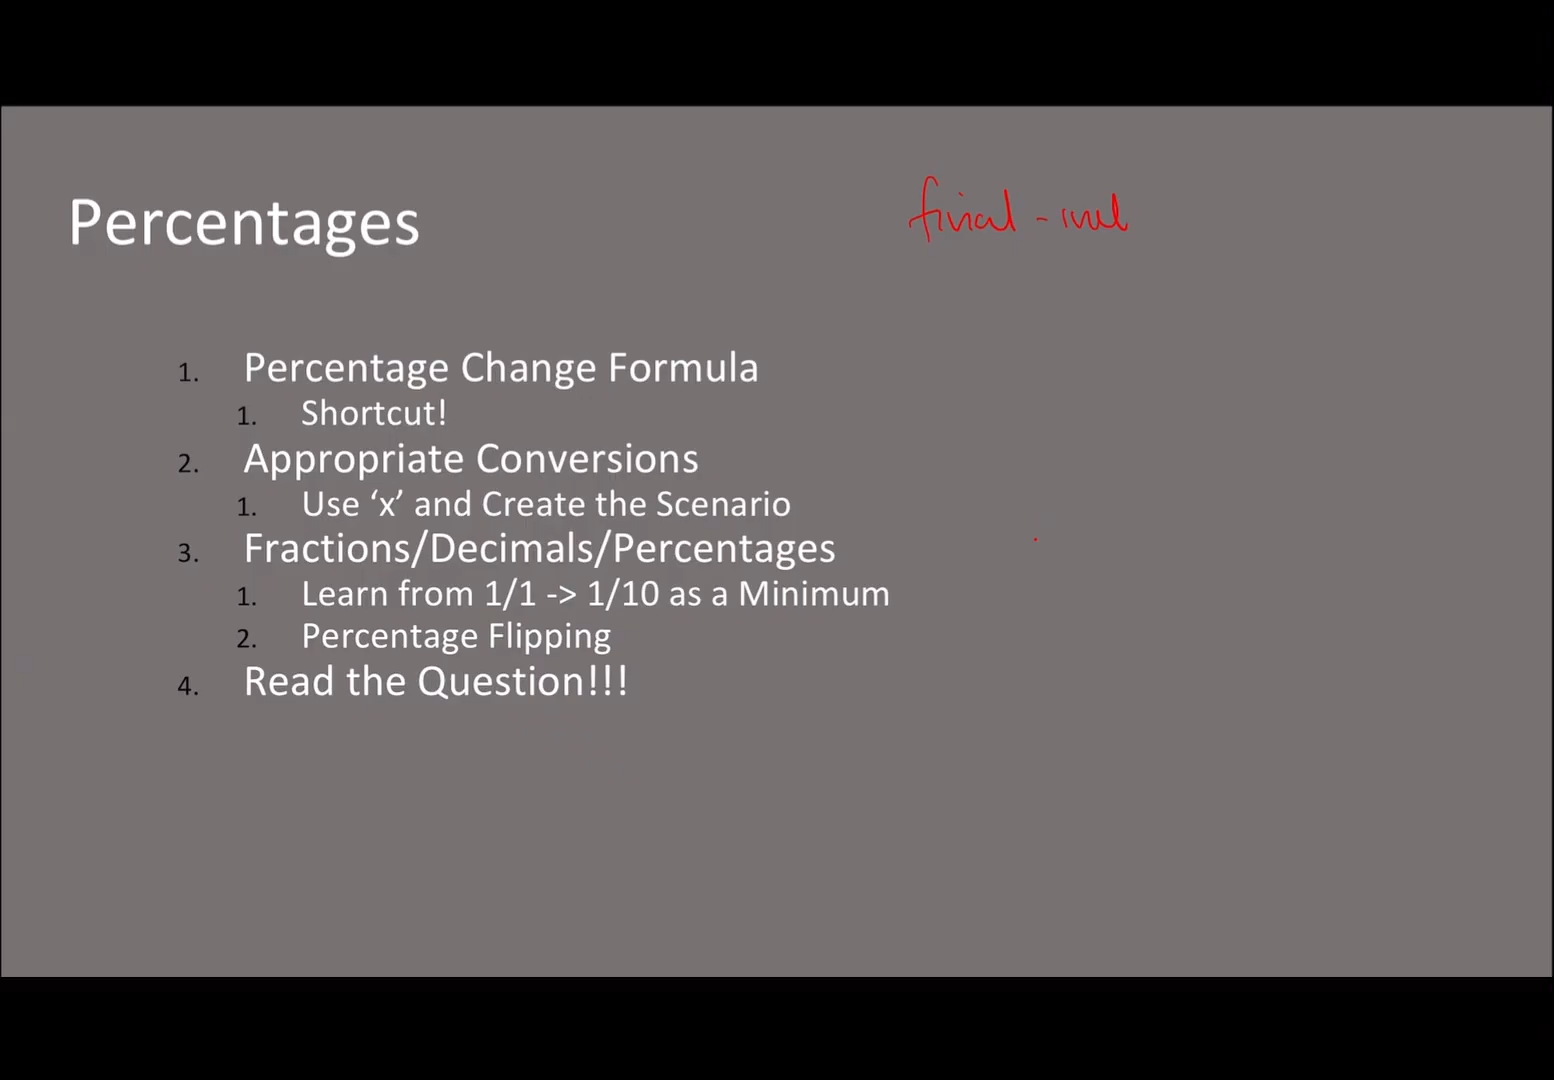 Percentages
final -
1. Percentage Change Formula
1. Shortcut!
2. Appropriate Conversions
1. Use ‘x’ and Create the Scenario
3. Fractions/Decimals/Percentages
1. Learn from 1/1 -> 1/10 as a Minimum
2. Percentage Flipping
4. Read the Question!!!